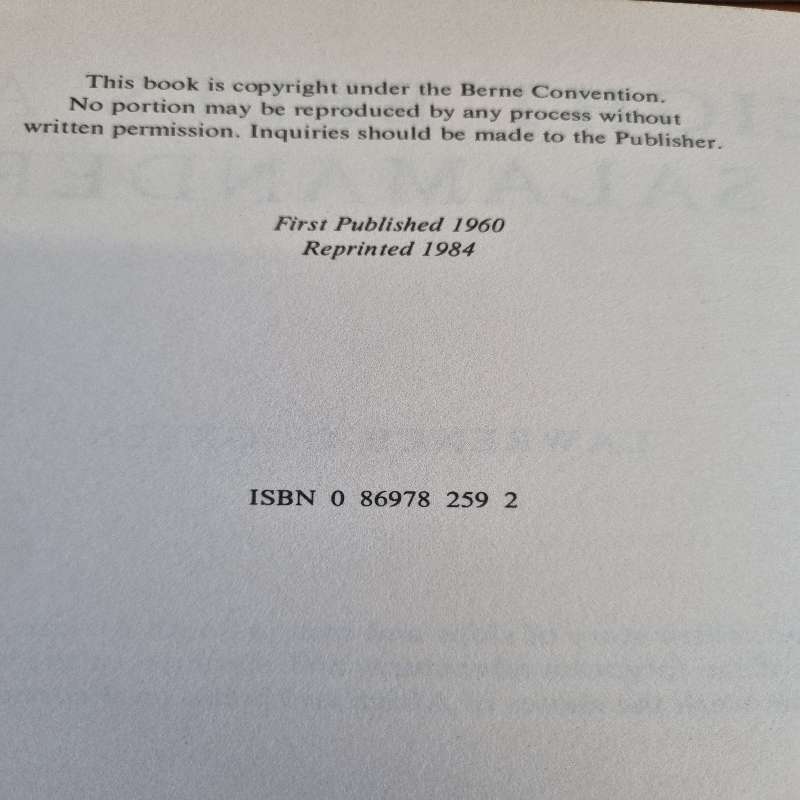 This book is copyright under the Berne Convention.
No portion may be reproduced by any process without
written permission. Inquiries should be made to the Publisher.
First Published 1960
Reprinted 1984
ISBN 0 86978 259 2